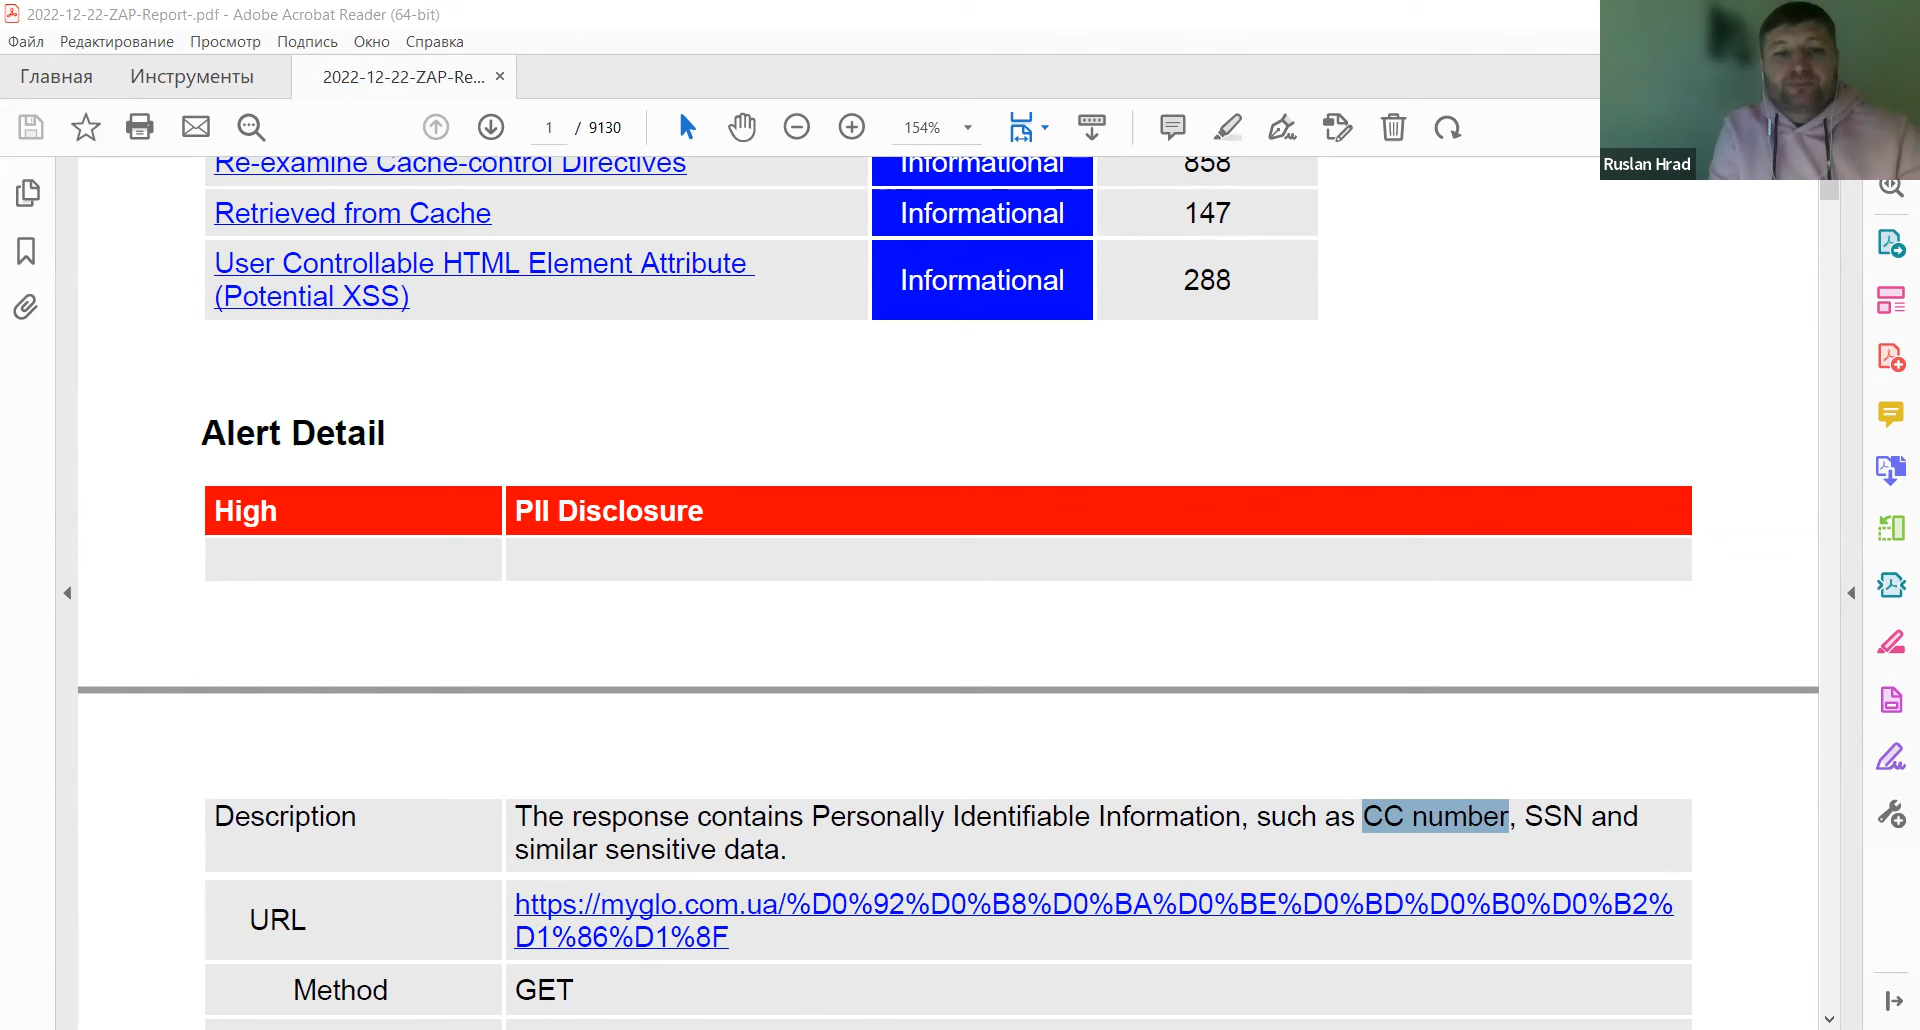 2022-12-22-ZAP-Report-.pdf - Adobe Acrobat Reader (64-bit)
Файл Редактирование Просмотр Подпись Окно Справка
Главная Инструменты 2022-12-22-ZAP-Re... ×
1 / 9130 154%
Ruslan Hrad
Re-examine Cache-control Directives Informational 858
Retrieved from Cache Informational 147
User Controllable HTML Element Attribute
(Potential XSS) Informational 288
Alert Detail
High PII Disclosure
Description The response contains Personally Identifiable Information, such as CC number, SSN and
similar sensitive data.
URL https://myglo.com.ua/%D0%92%D0%B8%D0%BA%D0%BE%D0%BD%D0%B0%D0%B2%
D1%86%D1%8F
Method GET